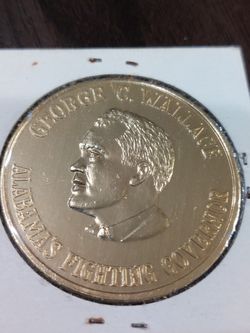 GEORGE C. WALLACE
ALABAMA'S FIGHTING GOVERNOR